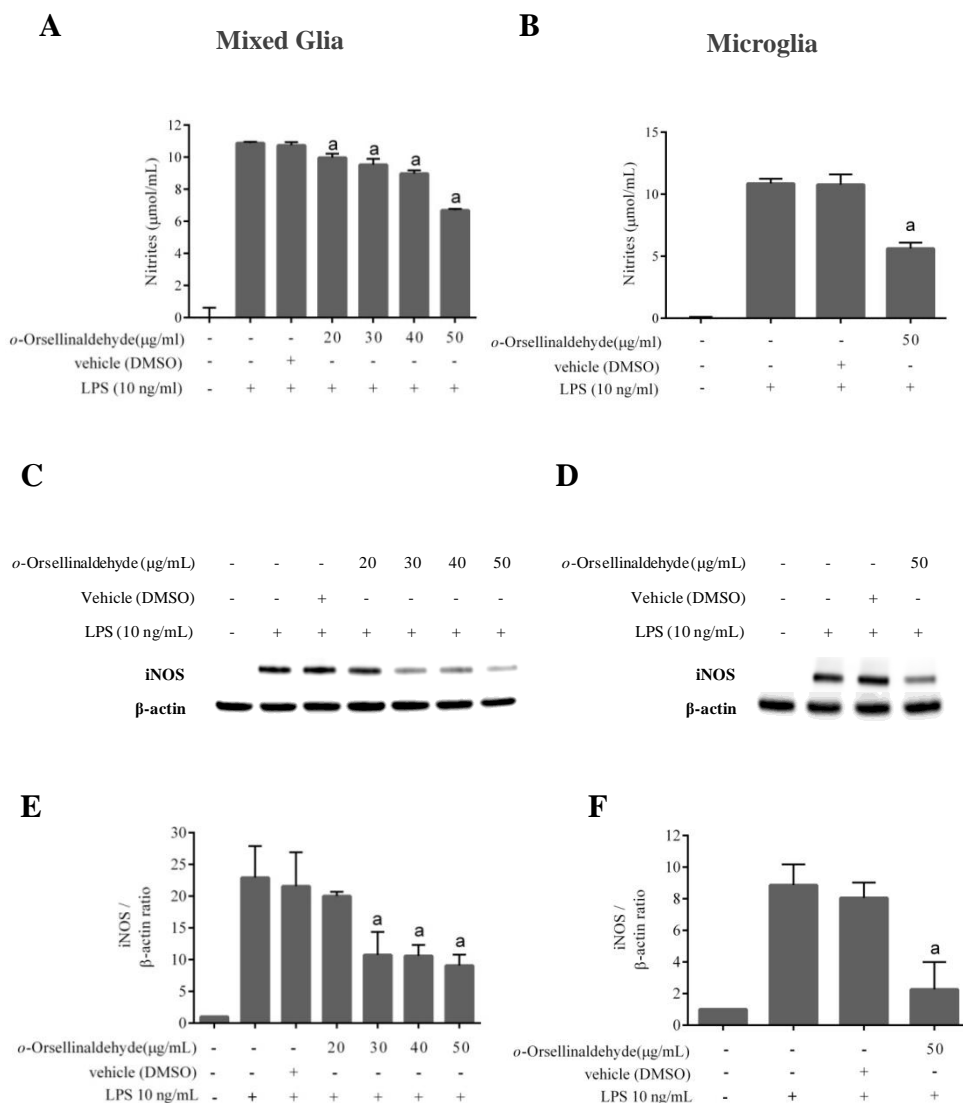 A
Mixed Glia
B
Microglia
Nitrites (μmol/mL)
12
10
8
6
4
2
0
a
a
a
a
o-Orsellinaldehyde(μg/ml) - - - 20 30 40 50
vehicle (DMSO) - - + - - - -
LPS (10 ng/ml) - + + + + + +
Nitrites (μmol/mL)
15
10
5
0
a
o-Orsellinaldehyde(μg/ml) - - - 50
vehicle (DMSO) - - + -
LPS (10 ng/ml) - + + +
C
o-Orsellinaldehyde (μg/mL) - - - 20 30 40 50
Vehicle (DMSO) - - + - - - -
LPS (10 ng/mL) - + + + + + +
iNOS
β-actin
D
o-Orsellinaldehyde (μg/mL) - - - 50
Vehicle (DMSO) - - + -
LPS (10 ng/mL) - + + +
iNOS
β-actin
E
iNOS /
β-actin ratio
30
25
20
15
10
5
0
a
a
a
o-Orsellinaldehyde(μg/mL) - - - 20 30 40 50
vehicle (DMSO) - - + - - - -
LPS 10 ng/mL - + + + + + +
F
iNOS /
β-actin ratio
12
10
8
6
4
2
0
a
o-Orsellinaldehyde(μg/mL) - - - 50
vehicle (DMSO) - - + -
LPS 10 ng/mL - + + +